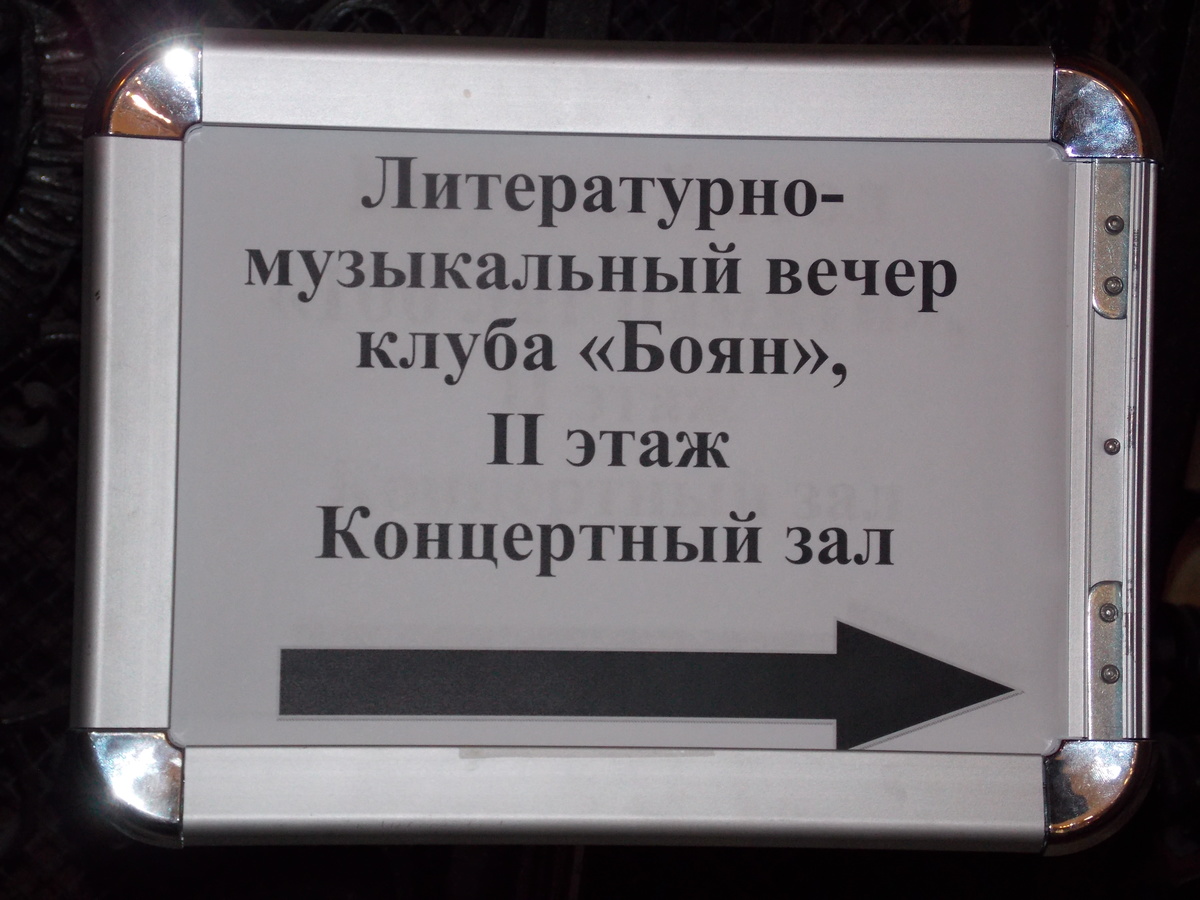 Литературно-
музыкальный вечер
клуба «Боян»,
II этаж
Концертный зал